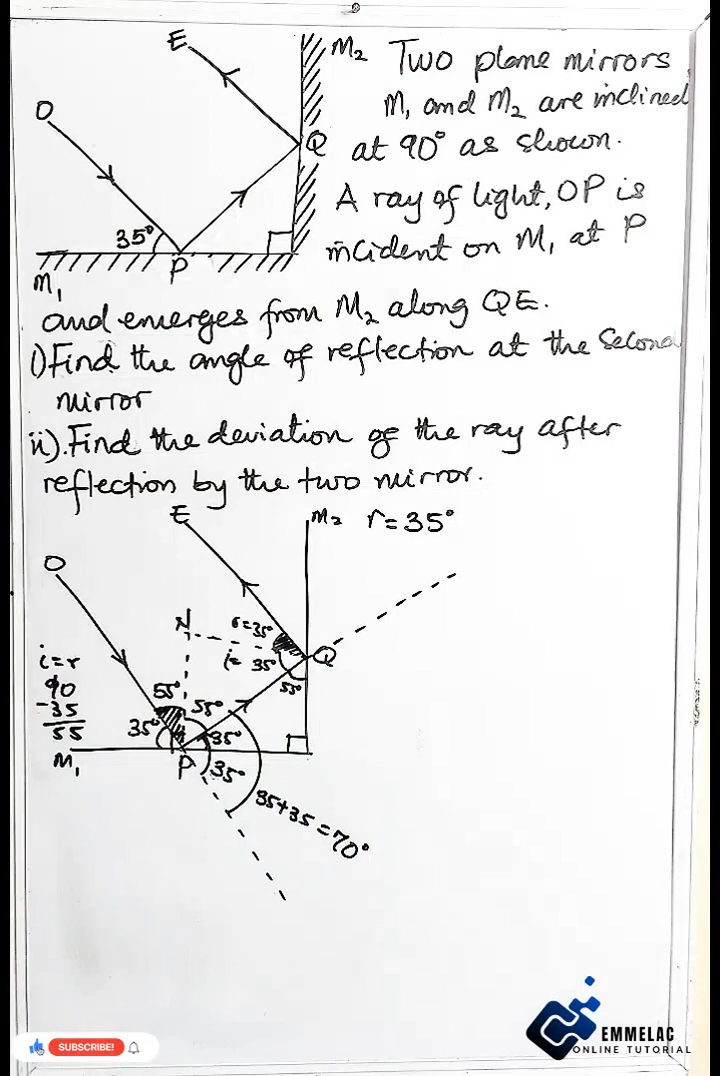 E
M₂ Two plane mirrors
M₁ and M₂ are inclined
O
Q at 90° as shown.
A ray of light, OP is
35°
incident on M₁ at P
P
M₁
and emerges from M₂ along QE.
i) Find the angle of reflection at the second
mirror
ii). Find the deviation of the ray after
reflection by the two mirror.
E
M₂ r = 35°
O
N
r=35°
i=r
i= 35°
Q
90
55°
55°
-35
55°
55
35°
35°
M₁
P
35°
35+35=70°
EMMELAC
ONLINE TUTORIAL
SUBSCRIBE!